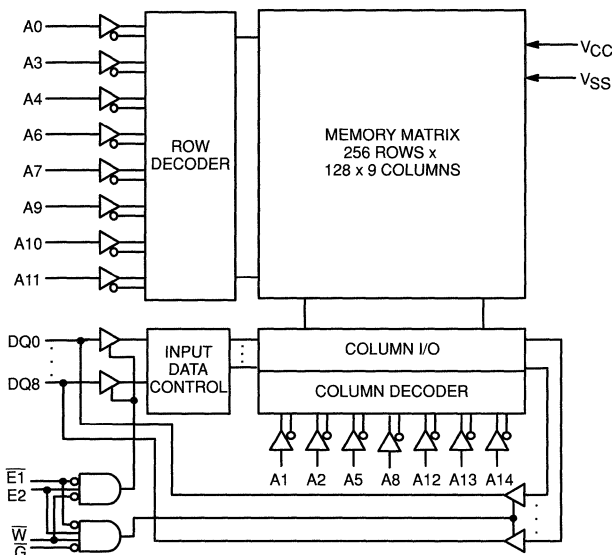 A0
A3
A4
A6
A7
A9
A10
A11
ROW
DECODER
MEMORY MATRIX
256 ROWS x
128 x 9 COLUMNS
VCC
VSS
DQ0
DQ8
INPUT
DATA
CONTROL
COLUMN I/O
COLUMN DECODER
A1 A2 A5 A8 A12 A13 A14
E1
E2
W
G